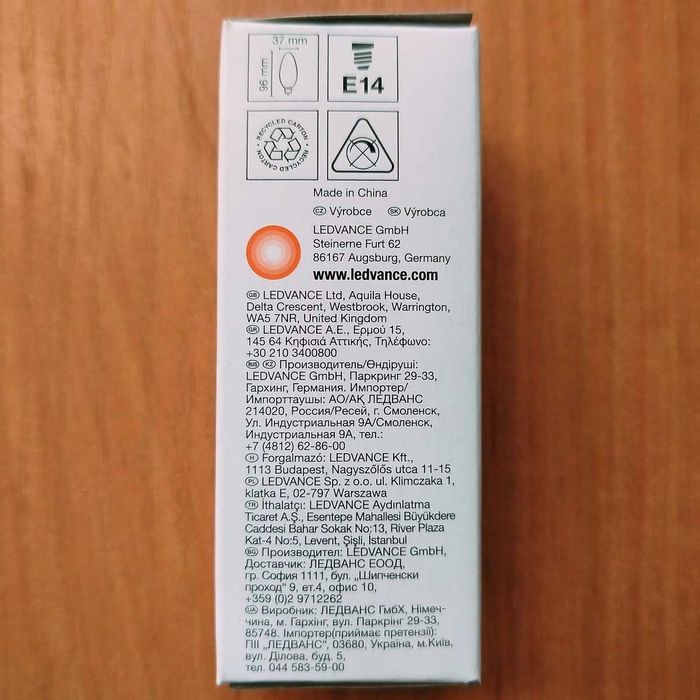 37 mm
96 mm
E14
RECYCLED CARTON · RECYCLED CARTON ·
Made in China
CZ Výrobce SK Výrobca
LEDVANCE GmbH
Steinerne Furt 62
86167 Augsburg, Germany
www.ledvance.com
GB LEDVANCE Ltd, Aquila House,
Delta Crescent, Westbrook, Warrington,
WA5 7NR, United Kingdom
GR LEDVANCE A.E., Ερμού 15,
145 64 Κηφισιά Αττικής, Τηλέφωνο:
+30 210 3400800
RUS KZ Производитель/Өндіруші:
LEDVANCE GmbH, Паркринг 29-33,
Гархинг, Германия. Импортер/
Импорттаушы: АО/АҚ ЛЕДВАНС
214020, Россия/Ресей, г. Смоленск,
Ул. Индустриальная 9А/Смоленск,
Индустриальная 9А, тел.:
+7 (4812) 62-86-00
H Forgalmazó: LEDVANCE Kft.,
1113 Budapest, Nagyszőlős utca 11-15
PL LEDVANCE Sp. z o.o. ul. Klimczaka 1,
klatka E, 02-797 Warszawa
TR İthalatçı: LEDVANCE Aydınlatma
Ticaret A.Ş., Esentepe Mahallesi Büyükdere
Caddesi Bahar Sokak No:13, River Plaza
Kat-4 No:5, Levent, Şişli, İstanbul
BG Производител: LEDVANCE GmbH,
Доставчик: ЛЕДВАНС ЕООД,
гр. София 1111, бул. „Шипченски
проход" 9, ет.4, офис 10,
+359 (0)2 9712262
UA Виробник: ЛЕДВАНС ГмбХ, Німеч-
чина, м. Гархінг, вул. Паркрінг 29-33,
85748. Імпортер(приймає претензії):
ПІІ „ЛЕДВАНС", 03680, Україна, м.Київ,
вул. Ділова, буд. 5,
тел. 044 583-59-00